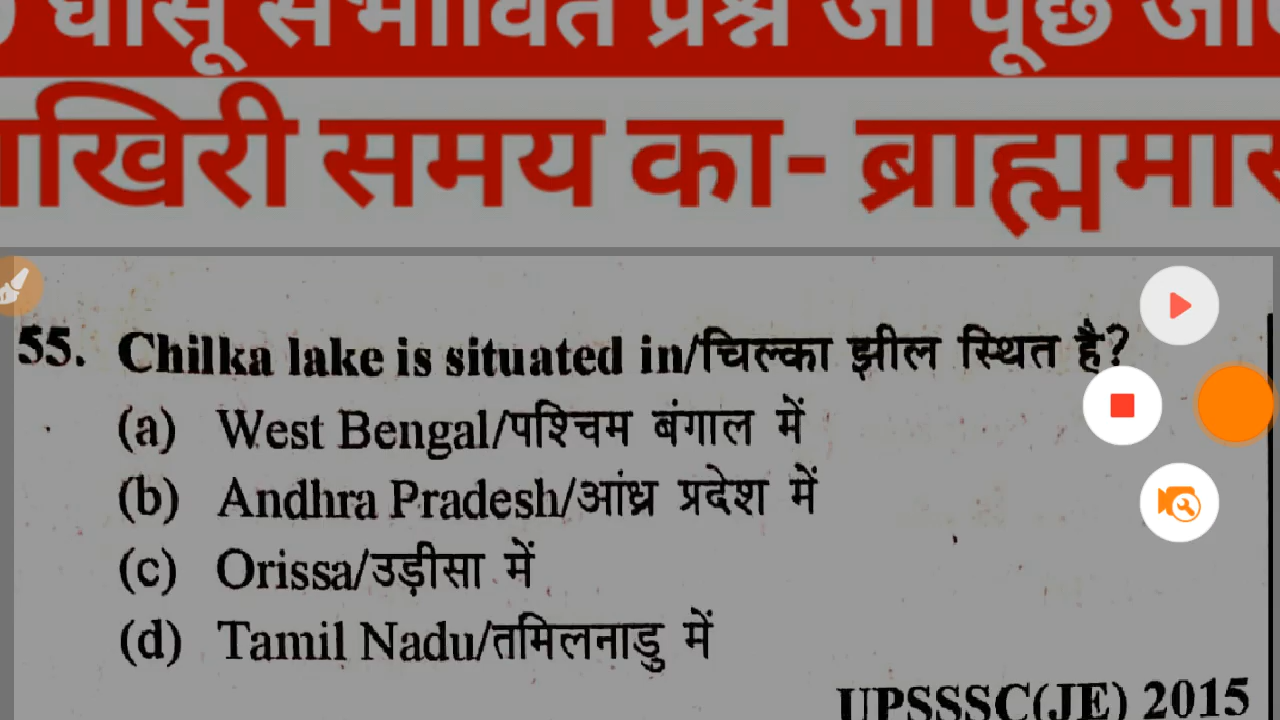 घासू संभावित प्रश्न जो पूछे
खिरी समय का- ब्राह्ममास
55. Chilka lake is situated in/चिल्का झील स्थित है?
(a) West Bengal/पश्चिम बंगाल में
(b) Andhra Pradesh/आंध्र प्रदेश में
(c) Orissa/उड़ीसा में
(d) Tamil Nadu/तमिलनाडु में
UPSSSC(JE) 2015